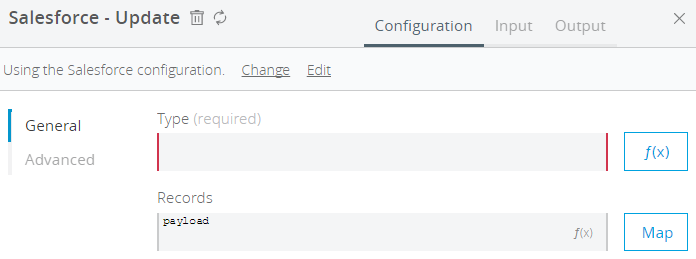 Salesforce - Update
Configuration Input Output
Using the Salesforce configuration. Change Edit
General
Advanced
Type (required)
ƒ(x)
Records
payload
ƒ(x)
Map